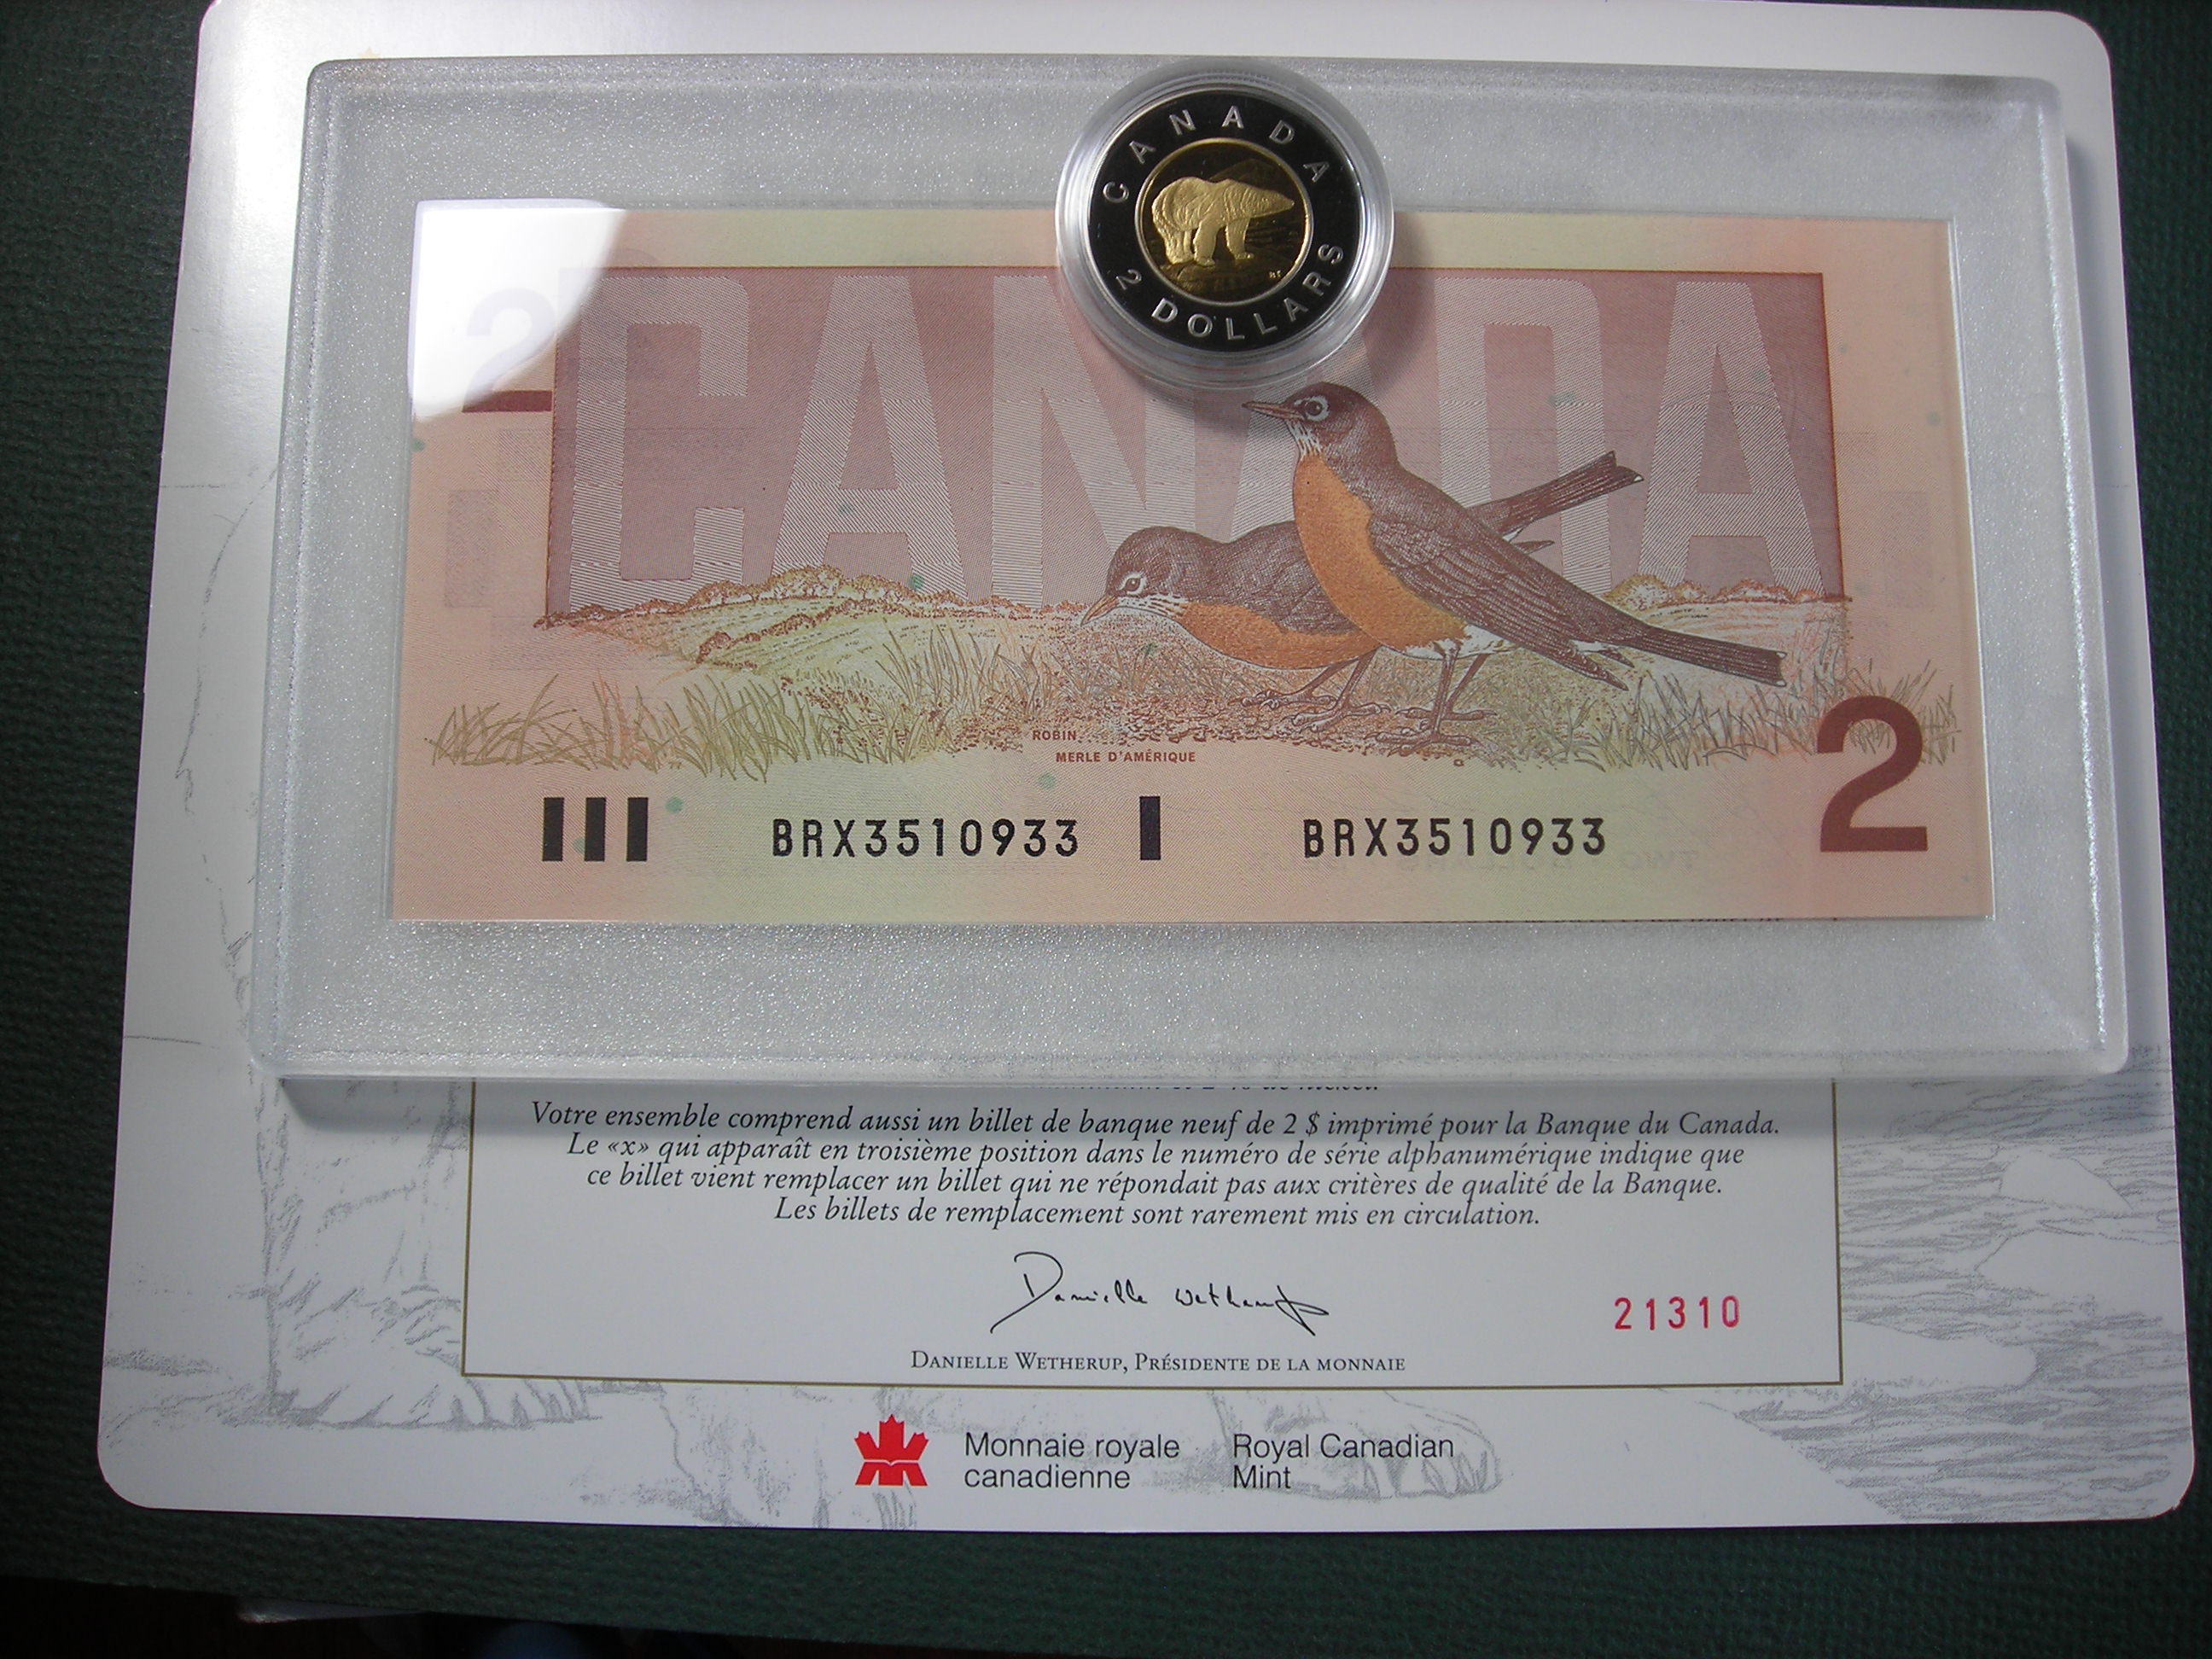 CANADA
2 DOLLARS
2
CANADA
ROBIN
MERLE D'AMÉRIQUE
BRX3510933 BRX3510933
2
Votre ensemble comprend aussi un billet de banque neuf de 2 $ imprimé pour la Banque du Canada.
Le «x» qui apparaît en troisième position dans le numéro de série alphanumérique indique que
ce billet vient remplacer un billet qui ne répondait pas aux critères de qualité de la Banque.
Les billets de remplacement sont rarement mis en circulation.
Danielle Wetherup
21310
DANIELLE WETHERUP, PRÉSIDENTE DE LA MONNAIE
Monnaie royale
canadienne
Royal Canadian
Mint